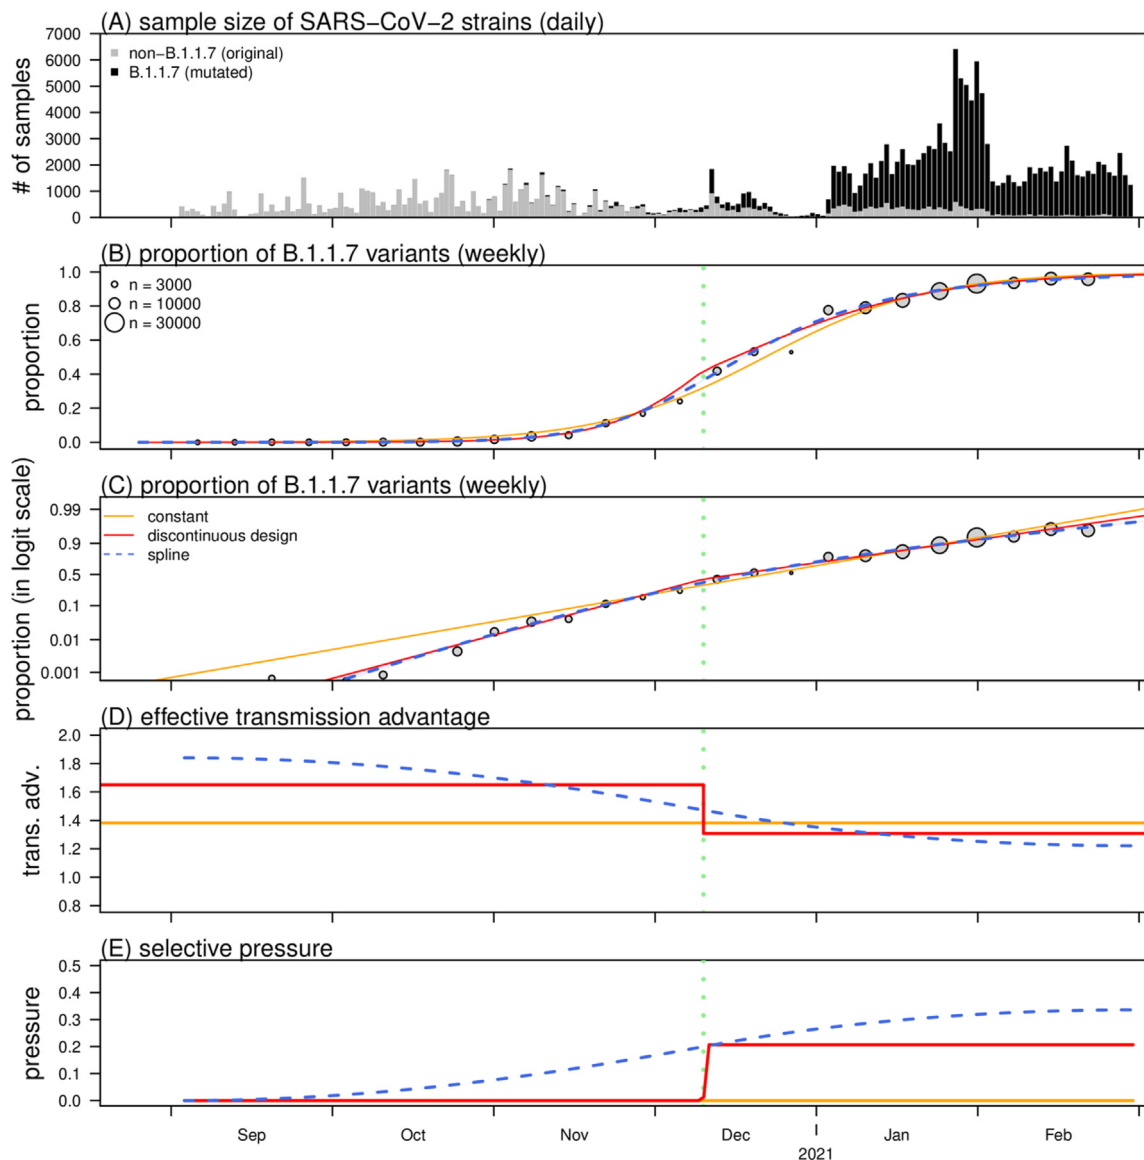 (A) sample size of SARS−CoV−2 strains (daily)
# of samples
7000
6000
5000
4000
3000
2000
1000
0
non−B.1.1.7 (original)
B.1.1.7 (mutated)
(B) proportion of B.1.1.7 variants (weekly)
proportion
1.0
0.8
0.6
0.4
0.2
0.0
n = 3000
n = 10000
n = 30000
(C) proportion of B.1.1.7 variants (weekly)
proportion (in logit scale)
0.99
0.9
0.5
0.1
0.01
0.001
constant
discontinuous design
spline
(D) effective transmission advantage
trans. adv.
2.0
1.8
1.6
1.4
1.2
1.0
0.8
(E) selective pressure
pressure
0.5
0.4
0.3
0.2
0.1
0.0
Sep Oct Nov Dec Jan Feb
2021